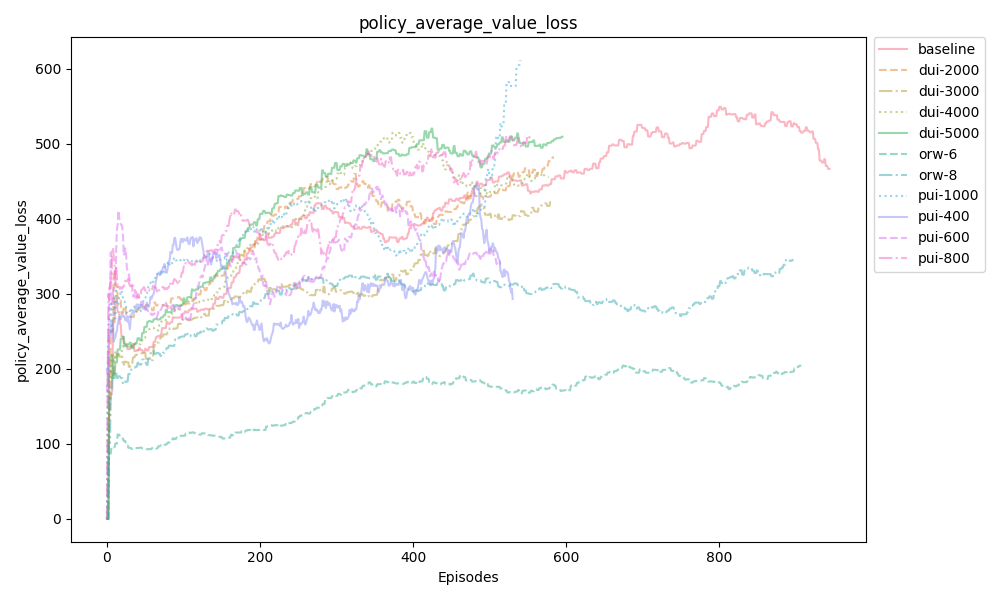 policy_average_value_loss
policy_average_value_loss
600
500
400
300
200
100
0
0
200
400
600
800
Episodes
baseline
dui-2000
dui-3000
dui-4000
dui-5000
orw-6
orw-8
pui-1000
pui-400
pui-600
pui-800